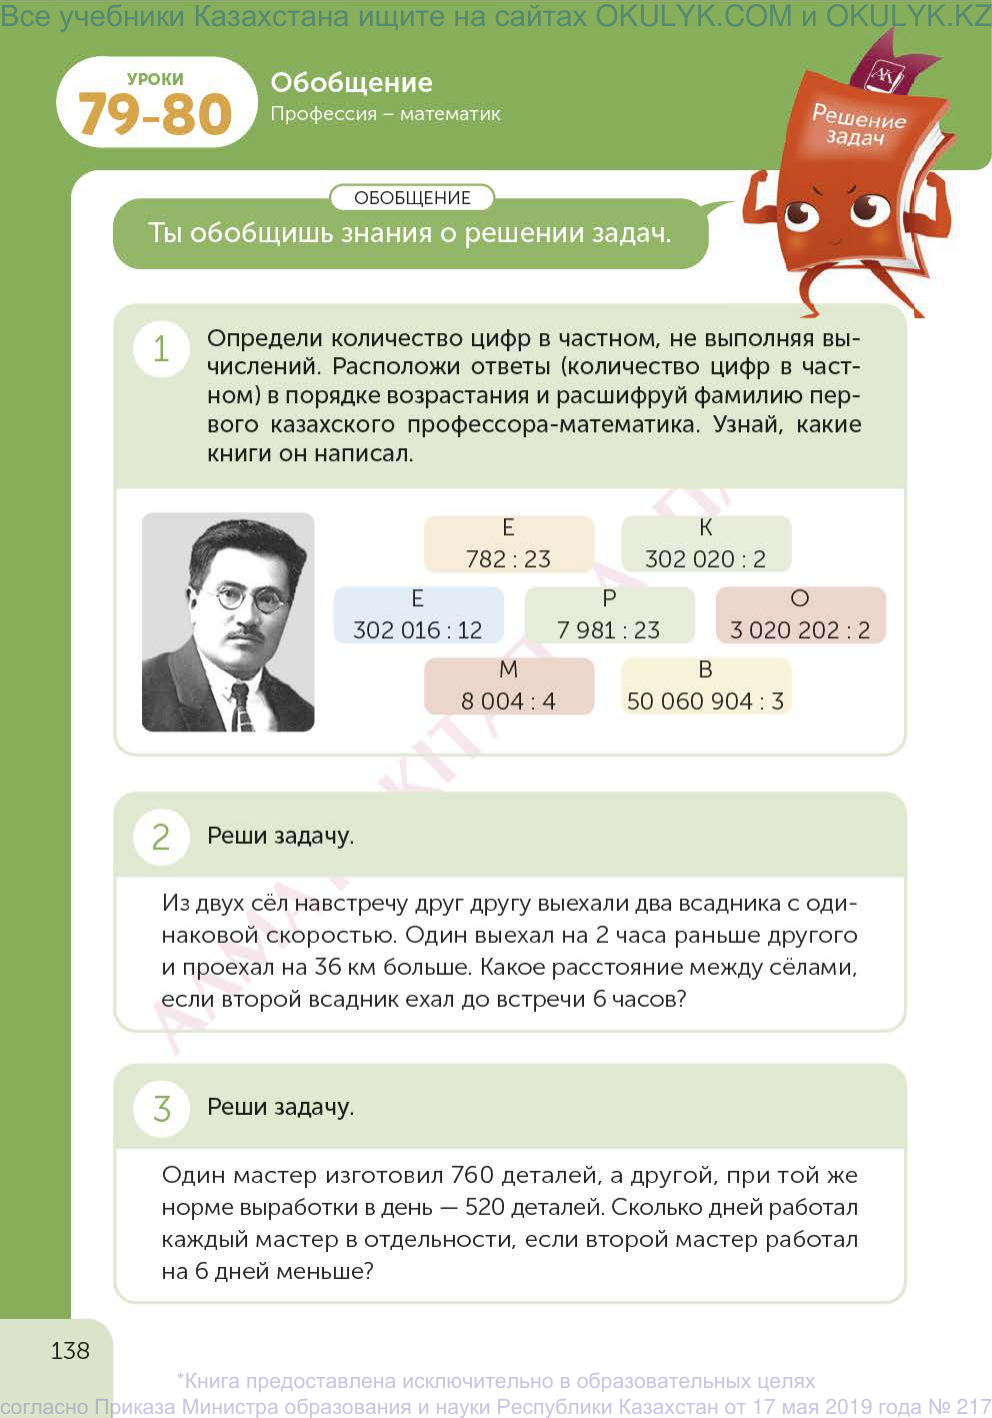 Все учебники Казахстана ищите на сайтах OKULYK.COM и OKULYK.KZ
УРОКИ
79-80
Обобщение
Профессия – математик
Решение
задач
ОБОБЩЕНИЕ
Ты обобщишь знания о решении задач.
1
Определи количество цифр в частном, не выполняя вы-
числений. Расположи ответы (количество цифр в част-
ном) в порядке возрастания и расшифруй фамилию пер-
вого казахского профессора-математика. Узнай, какие
книги он написал.
Е
782 : 23
К
302 020 : 2
Е
302 016 : 12
Р
7 981 : 23
О
3 020 202 : 2
М
8 004 : 4
В
50 060 904 : 3
2
Реши задачу.
Из двух сёл навстречу друг другу выехали два всадника с оди-
наковой скоростью. Один выехал на 2 часа раньше другого
и проехал на 36 км больше. Какое расстояние между сёлами,
если второй всадник ехал до встречи 6 часов?
3
Реши задачу.
Один мастер изготовил 760 деталей, а другой, при той же
норме выработки в день — 520 деталей. Сколько дней работал
каждый мастер в отдельности, если второй мастер работал
на 6 дней меньше?
138
*Книга предоставлена исключительно в образовательных целях
согласно Приказа Министра образования и науки Республики Казахстан от 17 мая 2019 года № 217